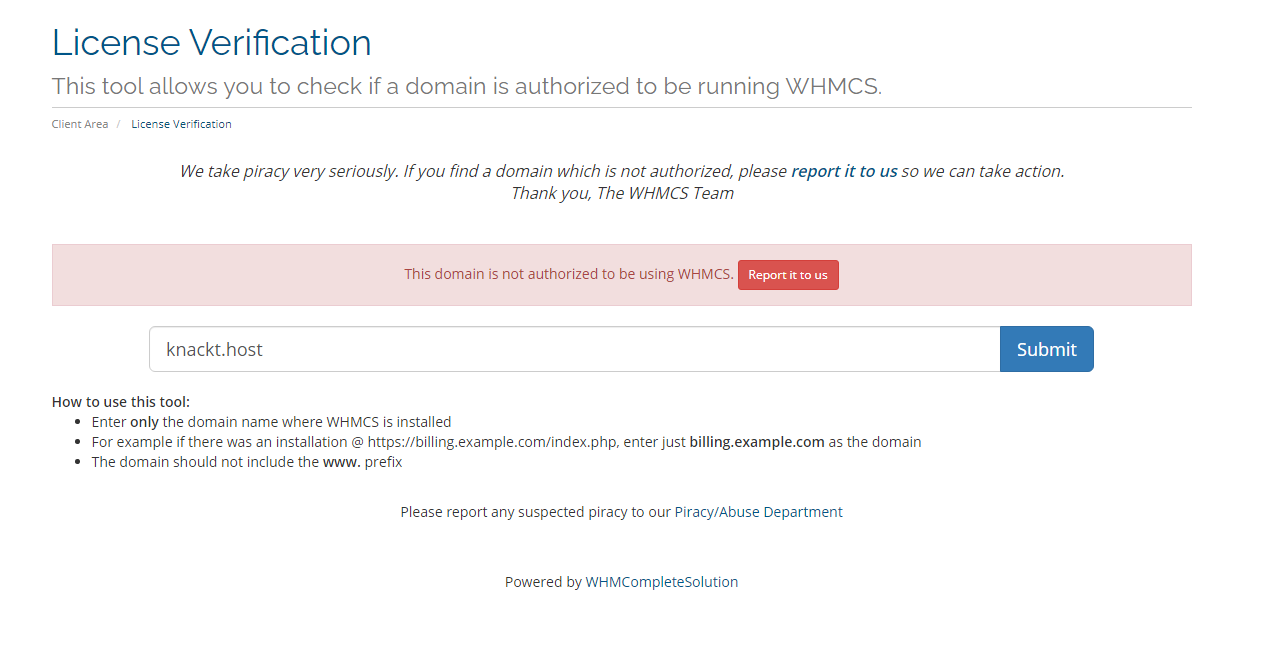 License Verification
This tool allows you to check if a domain is authorized to be running WHMCS.
Client Area / License Verification
We take piracy very seriously. If you find a domain which is not authorized, please report it to us so we can take action.
Thank you, The WHMCS Team
This domain is not authorized to be using WHMCS. Report it to us
knackt.host Submit
How to use this tool:
• Enter only the domain name where WHMCS is installed
• For example if there was an installation @ https://billing.example.com/index.php, enter just billing.example.com as the domain
• The domain should not include the www. prefix
Please report any suspected piracy to our Piracy/Abuse Department
Powered by WHMCompleteSolution